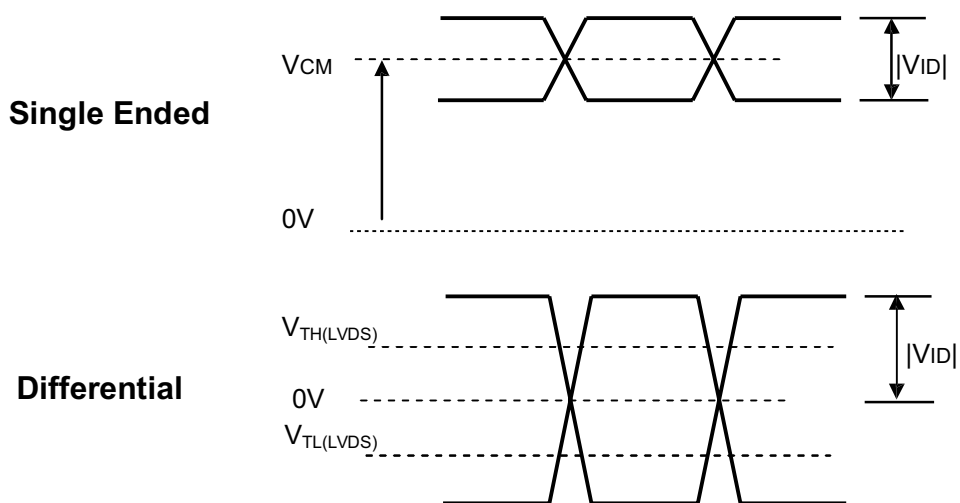 VCM
|VID|
Single Ended
0V
VTH(LVDS)
|VID|
Differential
0V
VTL(LVDS)